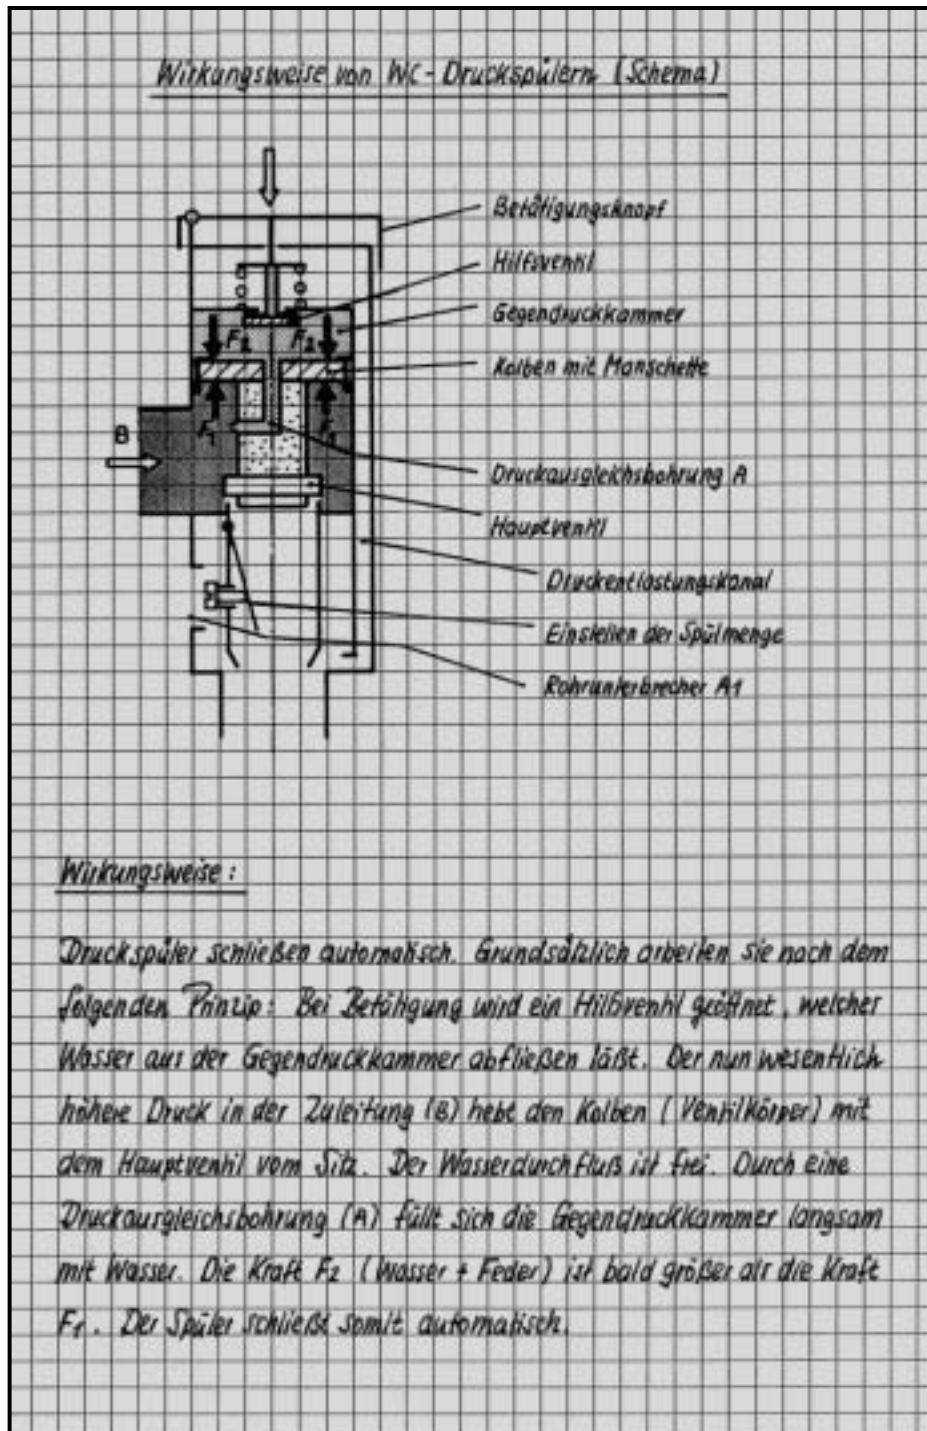 Wirkungsweise von WC-Druckspülern (Schema)
Betätigungsknopf
Hilfsventil
Gegendruckkammer
F2 F2
Kolben mit Manschette
F1 F1
B
Druckausgleichsbohrung A
Hauptventil
Druckentlastungskanal
Einstellen der Spülmenge
Rohrunterbrecher A1
Wirkungsweise:
Druckspüler schließen automatisch. Grundsätzlich arbeiten sie nach dem
folgenden Prinzip: Bei Betätigung wird ein Hilfsventil geöffnet, welcher
Wasser aus der Gegendruckkammer abfließen läßt. Der nun wesentlich
höhere Druck in der Zuleitung (B) hebt den Kolben (Ventilkörper) mit
dem Hauptventil vom Sitz. Der Wasserdurchfluß ist frei. Durch eine
Druckausgleichsbohrung (A) füllt sich die Gegendruckkammer langsam
mit Wasser. Die Kraft F2 (Wasser + Feder) ist bald größer als die Kraft
F1. Der Spüler schließt somit automatisch.